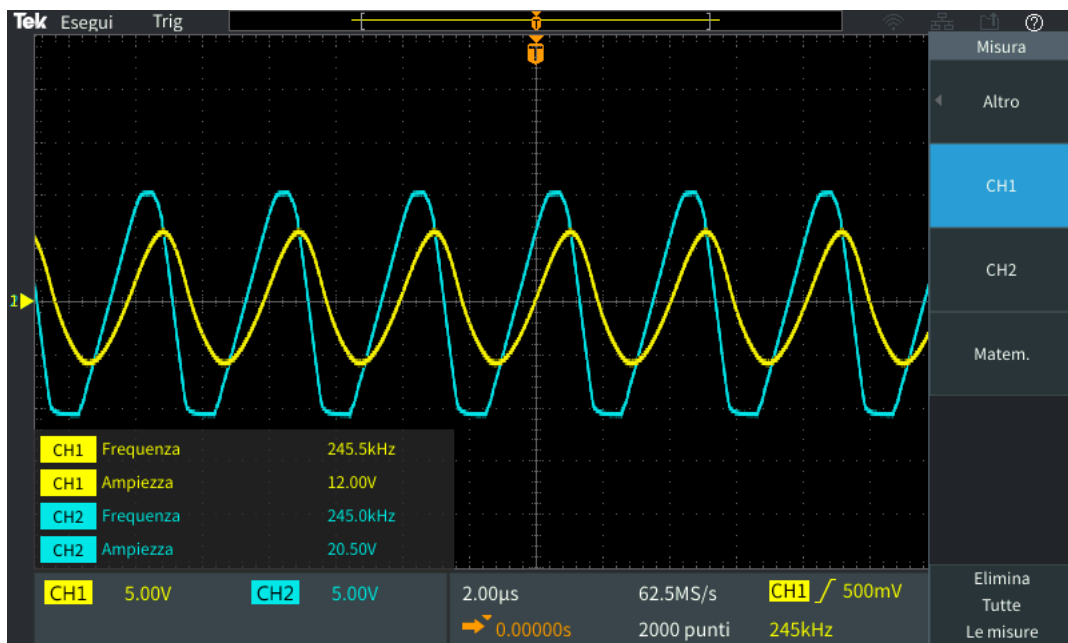 Tek Esegui Trig
T
T
Misura
Altro
CH1
CH2
Matem.
1
CH1 Frequenza 245.5kHz
CH1 Ampiezza 12.00V
CH2 Frequenza 245.0kHz
CH2 Ampiezza 20.50V
CH1 5.00V CH2 5.00V 2.00µs 62.5MS/s CH1 500mV
0.00000s 2000 punti 245kHz
Elimina
Tutte
Le misure